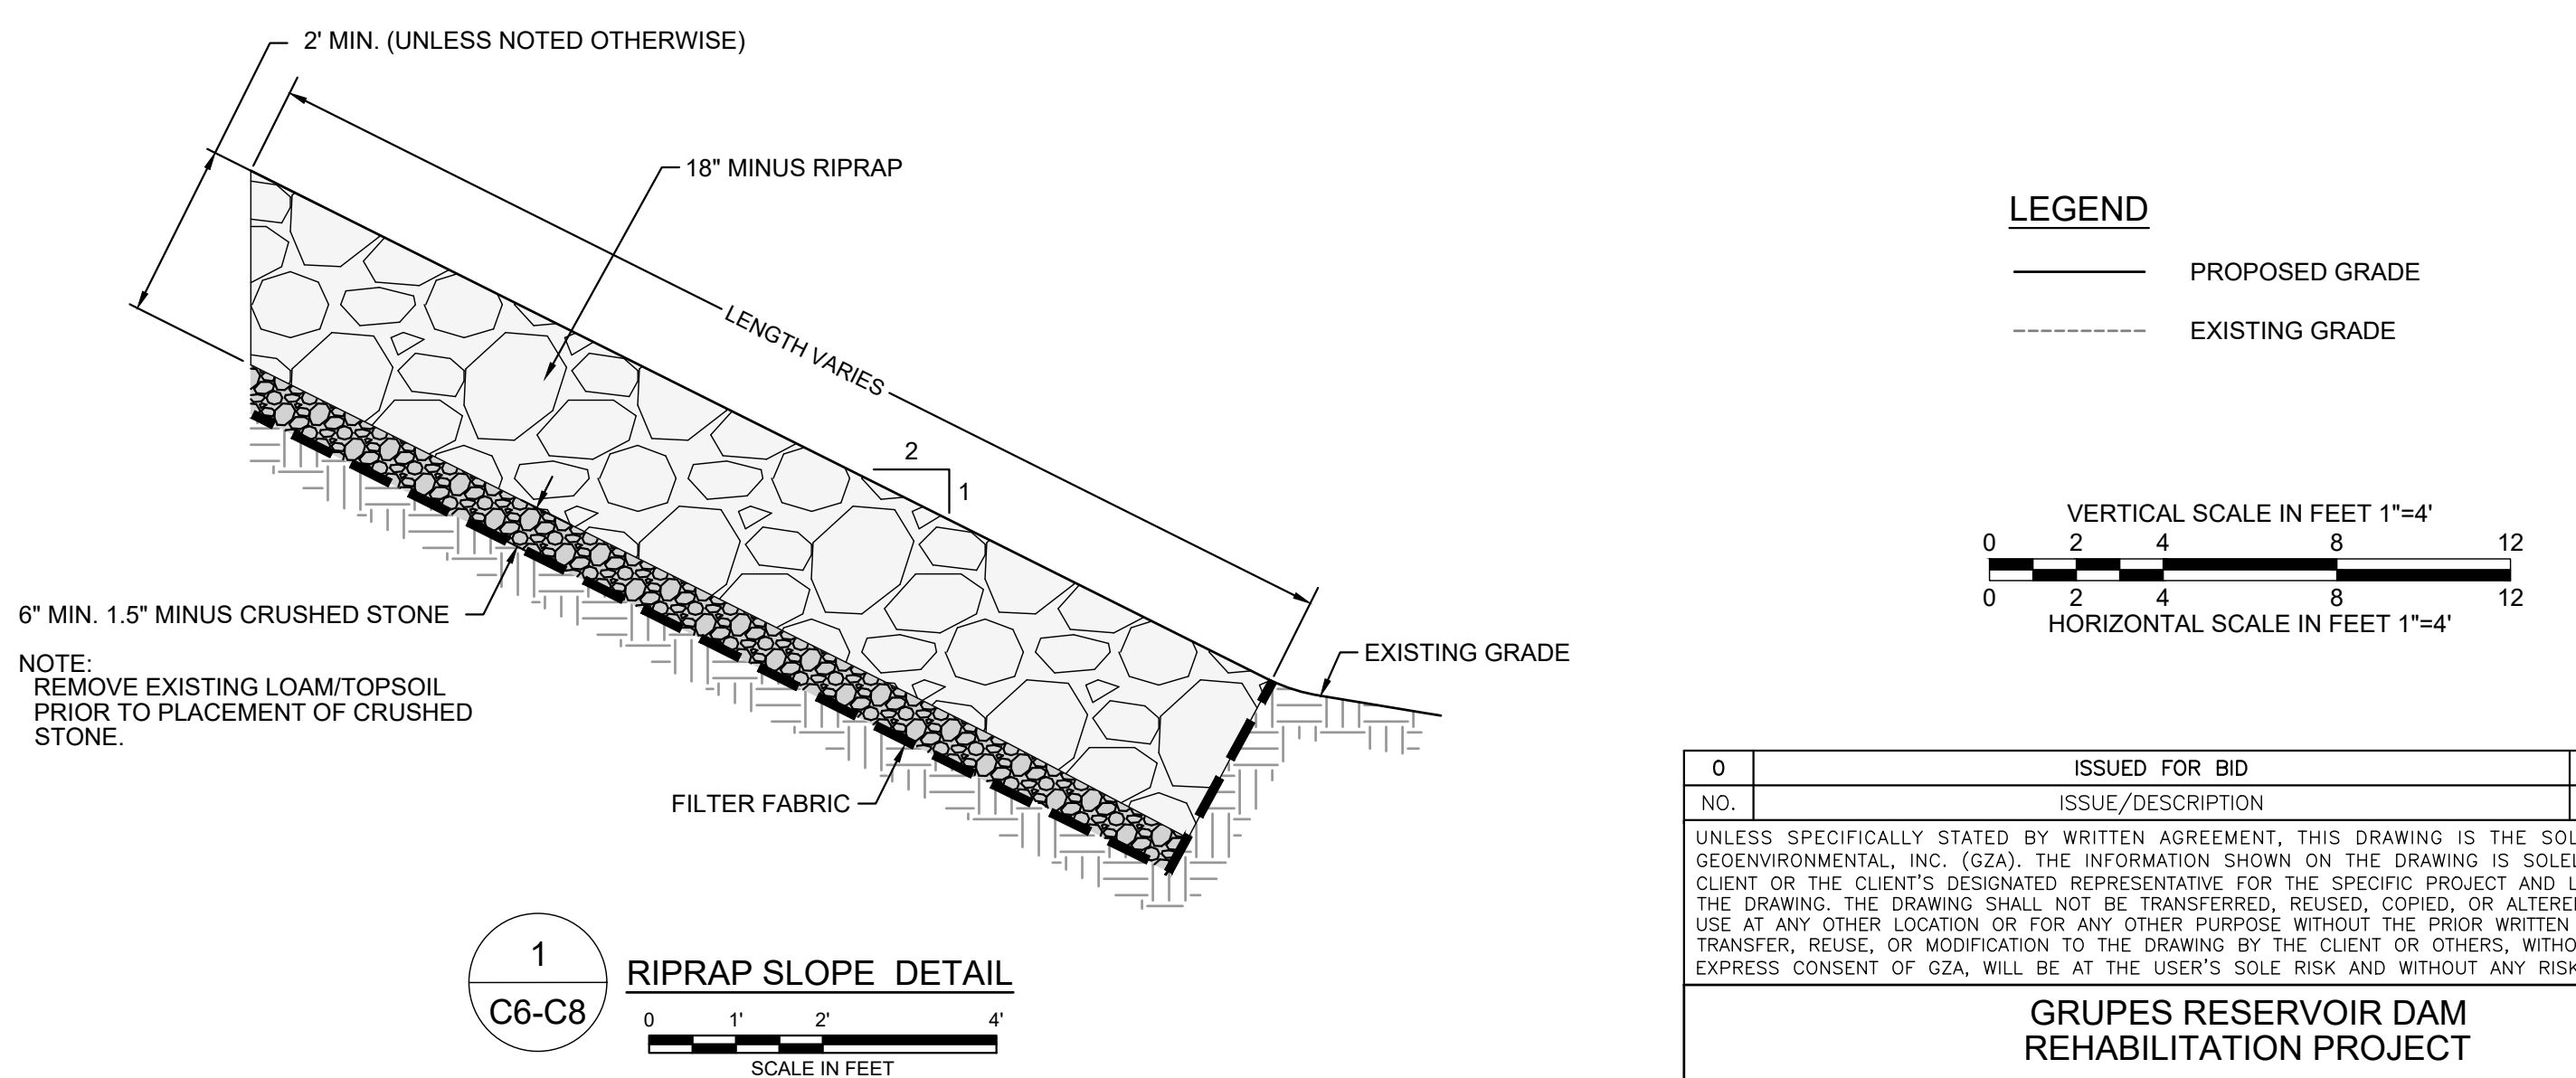 2' MIN. (UNLESS NOTED OTHERWISE)
18" MINUS RIPRAP
LENGTH VARIES
2
1
6" MIN. 1.5" MINUS CRUSHED STONE
NOTE:
REMOVE EXISTING LOAM/TOPSOIL
PRIOR TO PLACEMENT OF CRUSHED
STONE.
EXISTING GRADE
FILTER FABRIC
1
C6-C8
RIPRAP SLOPE DETAIL
0 1' 2' 4'
SCALE IN FEET
LEGEND
PROPOSED GRADE
EXISTING GRADE
VERTICAL SCALE IN FEET 1"=4'
0 2 4 8 12
0 2 4 8 12
HORIZONTAL SCALE IN FEET 1"=4'
0 ISSUED FOR BID
NO. ISSUE/DESCRIPTION
UNLESS SPECIFICALLY STATED BY WRITTEN AGREEMENT, THIS DRAWING IS THE
GEOENVIRONMENTAL, INC. (GZA). THE INFORMATION SHOWN ON THE DRAWING IS
CLIENT OR THE CLIENT'S DESIGNATED REPRESENTATIVE FOR THE SPECIFIC PROJECT AND
THE DRAWING. THE DRAWING SHALL NOT BE TRANSFERRED, REUSED, COPIED, OR
USE AT ANY OTHER LOCATION OR FOR ANY OTHER PURPOSE WITHOUT THE PRIOR WRITTEN
TRANSFER, REUSE, OR MODIFICATION TO THE DRAWING BY THE CLIENT OR OTHERS,
EXPRESS CONSENT OF GZA, WILL BE AT THE USER'S SOLE RISK AND WITHOUT ANY RISK
GRUPES RESERVOIR DAM
REHABILITATION PROJECT